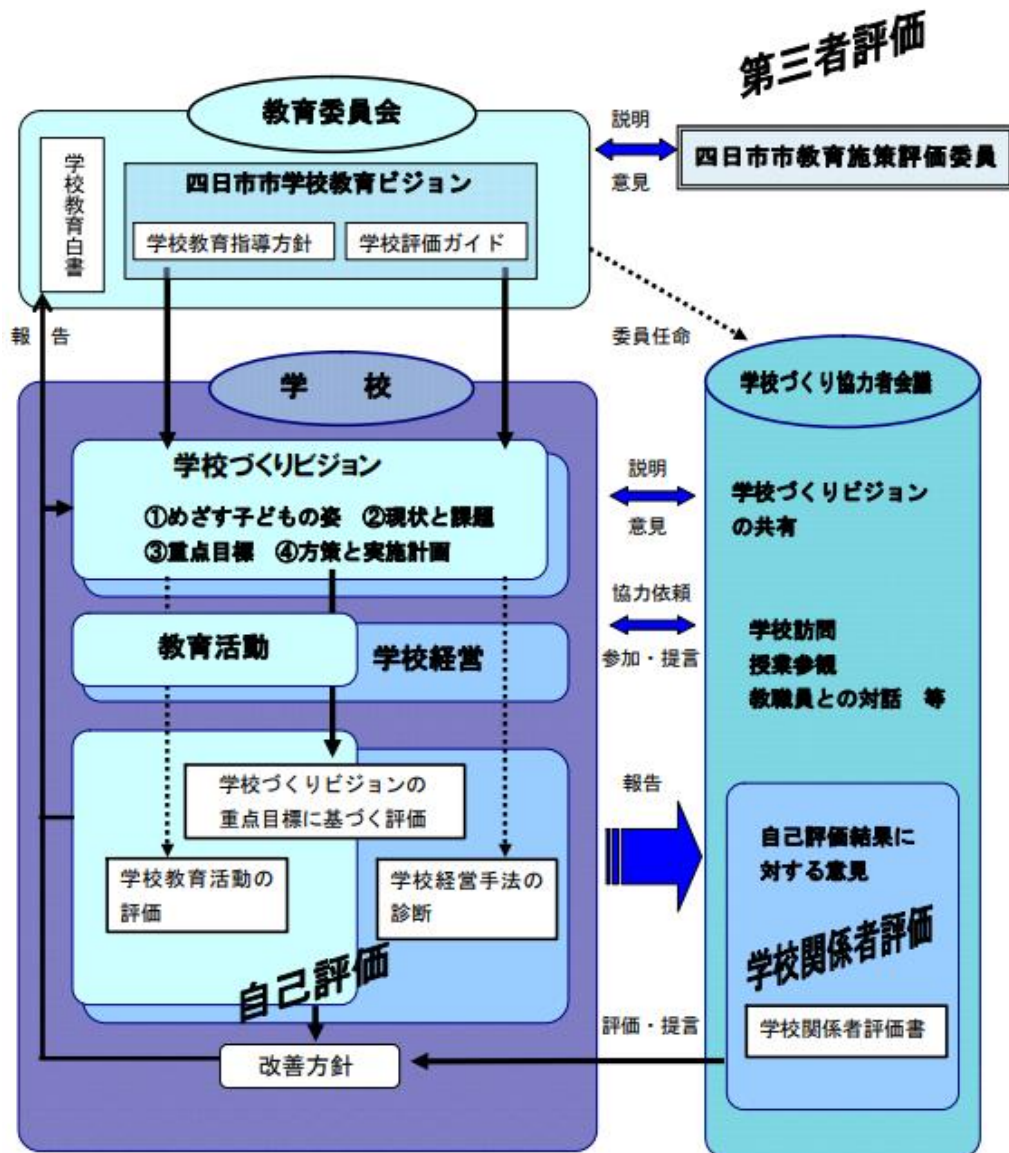 第三者評価
教育委員会
説明
四日市市教育施策評価委員
意見
学校教育白書
四日市市学校教育ビジョン
学校教育指導方針
学校評価ガイド
報告
委員任命
学校
学校づくりビジョン
①めざす子どもの姿 ②現状と課題
③重点目標 ④方策と実施計画
教育活動
学校経営
学校づくりビジョンの
重点目標に基づく評価
学校教育活動の
評価
学校経営手法の
診断
自己評価
改善方針
説明
意見
協力依頼
参加・提言
報告
評価・提言
学校づくり協力者会議
学校づくりビジョン
の共有
学校訪問
授業参観
教職員との対話 等
自己評価結果に
対する意見
学校関係者評価
学校関係者評価書